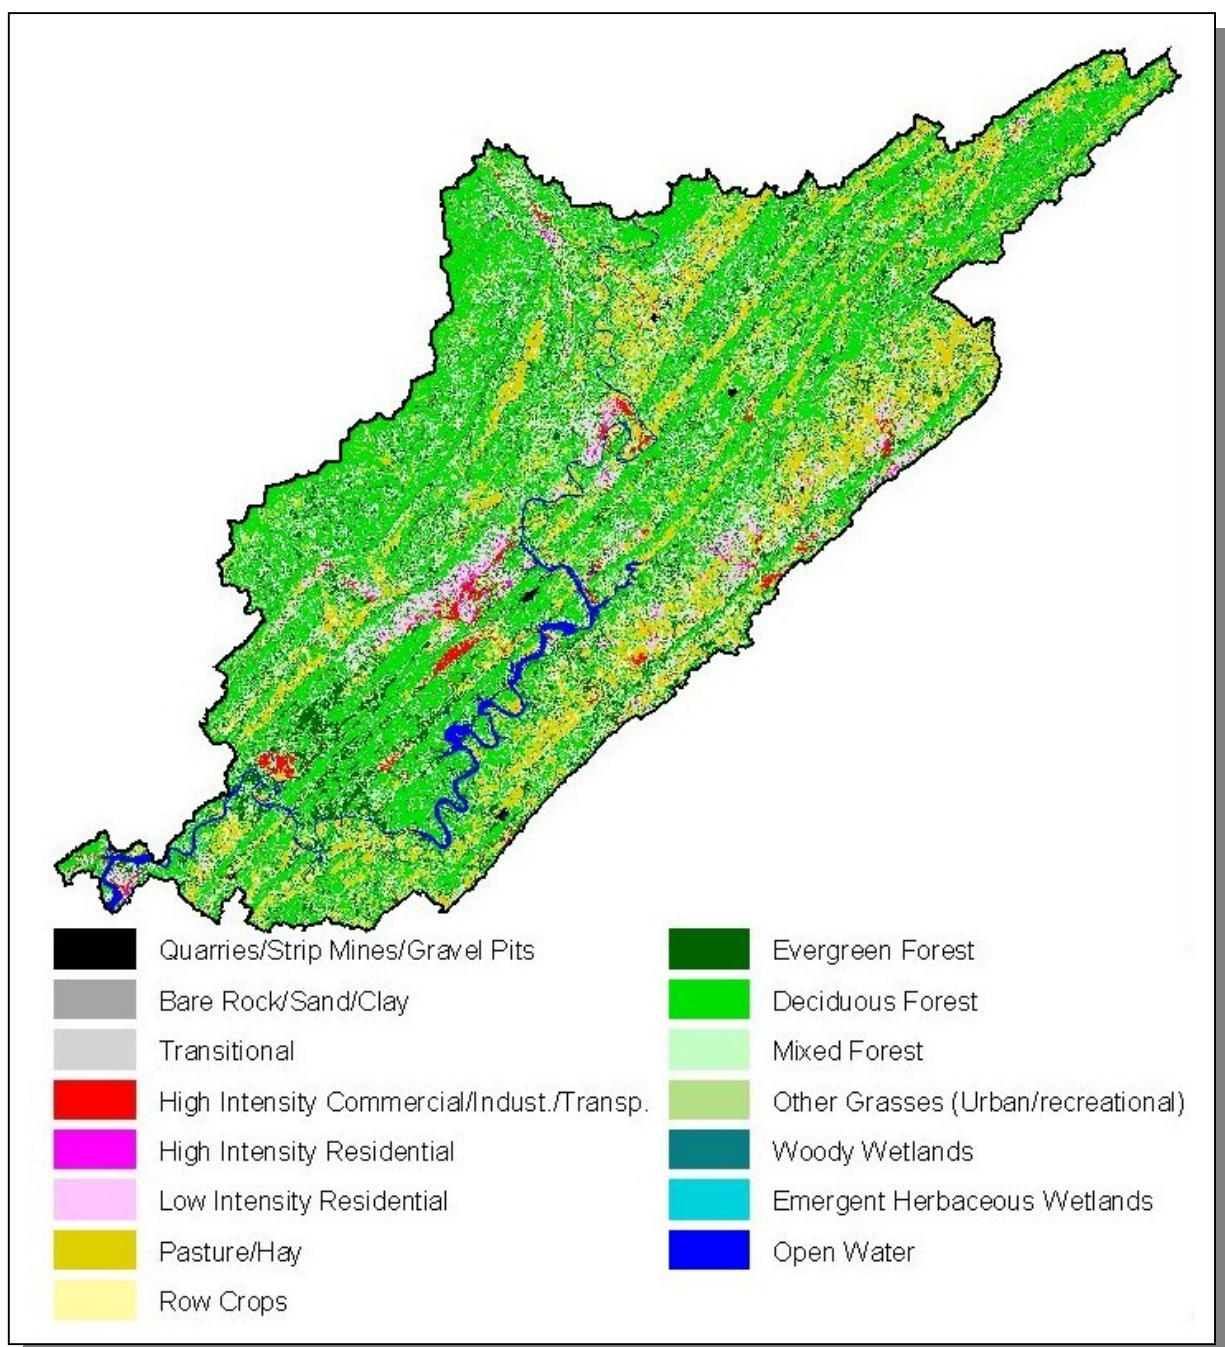 Quarries/Strip Mines/Gravel Pits
Bare Rock/Sand/Clay
Transitional
High Intensity Commercial/Indust./Transp.
High Intensity Residential
Low Intensity Residential
Pasture/Hay
Row Crops
Evergreen Forest
Deciduous Forest
Mixed Forest
Other Grasses (Urban/recreational)
Woody Wetlands
Emergent Herbaceous Wetlands
Open Water